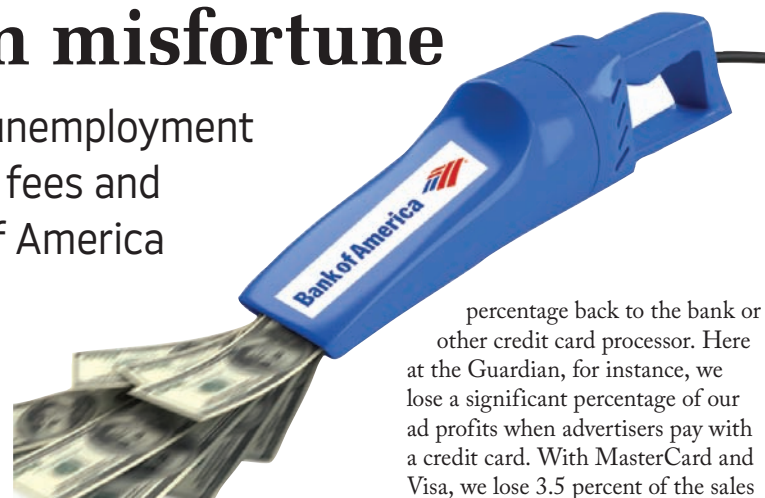 misfortune
unemployment
fees and
America
Bank of America
percentage back to the bank or
other credit card processor. Here
at the Guardian, for instance, we
lose a significant percentage of our
ad profits when advertisers pay with
a credit card. With MasterCard and
Visa, we lose 3.5 percent of the sales